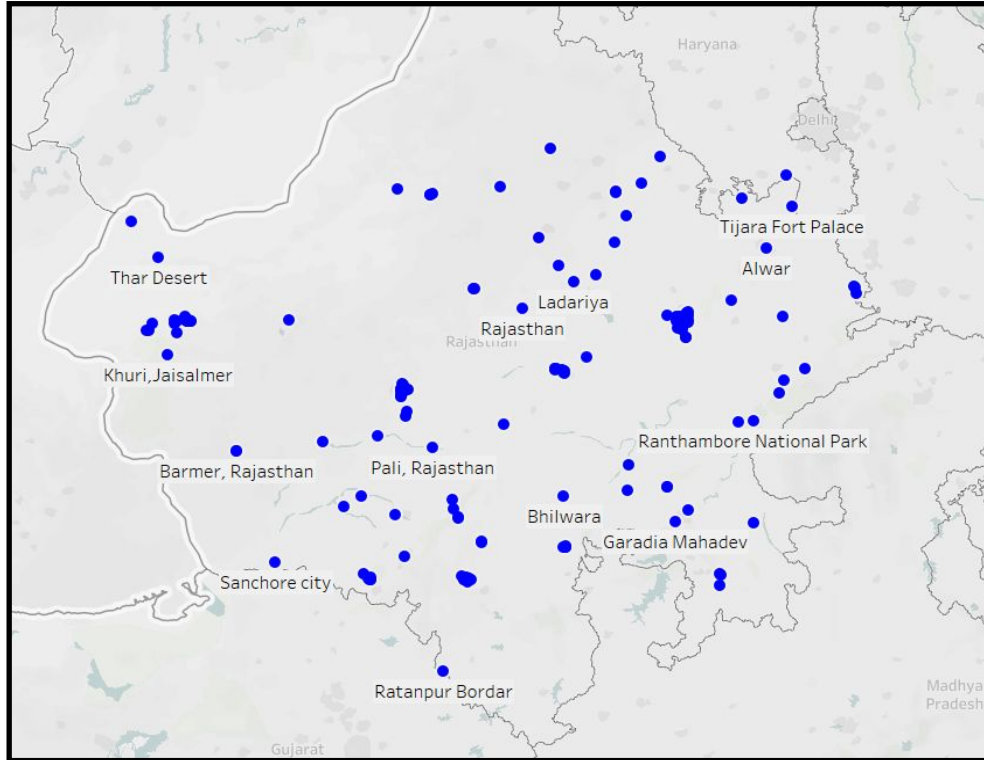 Haryana
Delhi
Tijara Fort Palace
Alwar
Thar Desert
Ladariya
Rajasthan
Rajasthan
Khuri,Jaisalmer
Ranthambore National Park
Barmer, Rajasthan
Pali, Rajasthan
Bhilwara
Garadia Mahadev
Sanchore city
Ratanpur Bordar
Madhya
Pradesh
Gujarat